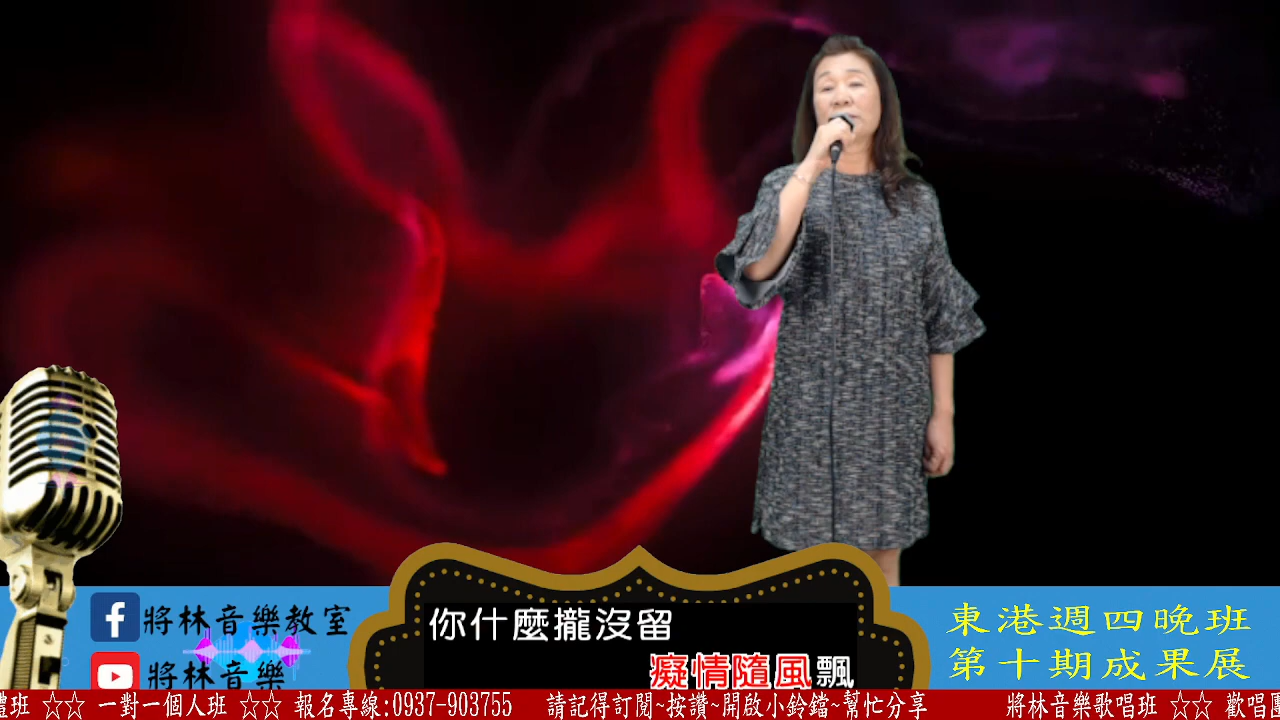 你什麼攏沒留
癡情隨風飄
將林音樂教室
將林音樂
東港週四晚班
第十期成果展
體班 ☆☆ 一對一個人班 ☆☆ 報名專線:0937-903755 請記得訂閱~按讚~開啟小鈴鐺~幫忙分享 將林音樂歌唱班 ☆☆ 歡唱團